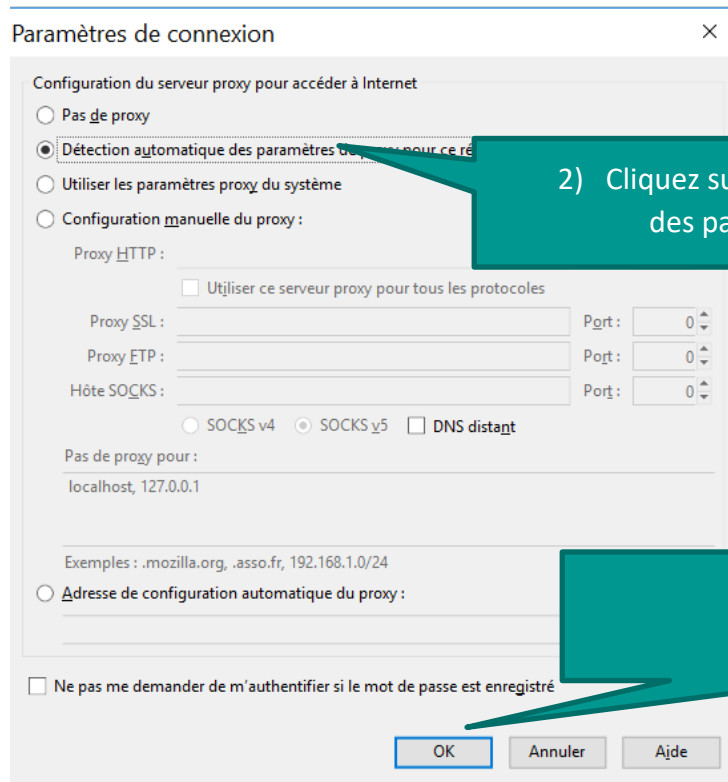 Paramètres de connexion
Configuration du serveur proxy pour accéder à Internet
Pas de proxy
Détection automatique des paramètres de proxy pour ce
2) Cliquez
des
Utiliser les paramètres proxy du système
Configuration manuelle du proxy :
Proxy HTTP :
Utiliser ce serveur proxy pour tous les protocoles
Proxy SSL : Port : 0
Proxy FTP : Port : 0
Hôte SOCKS : Port : 0
SOCKS v4 SOCKS v5 DNS distant
Pas de proxy pour :
localhost, 127.0.0.1
Exemples : .mozilla.org, .asso.fr, 192.168.1.0/24
Adresse de configuration automatique du proxy :
Ne pas me demander de m'authentifier si le mot de passe est enregistré
OK Annuler Aide